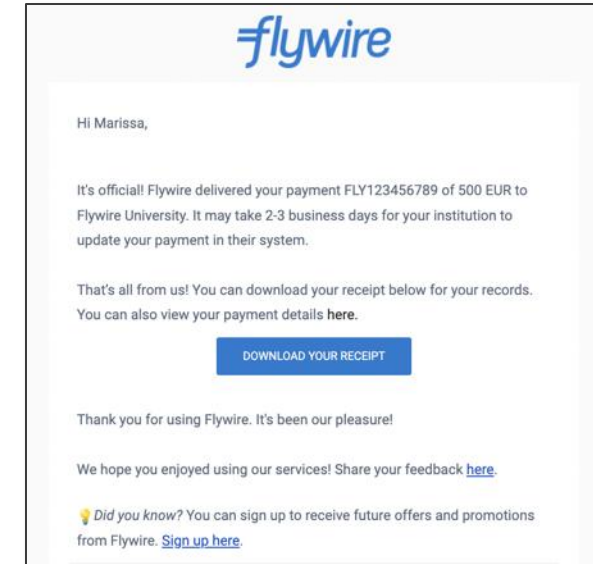 flywire
Hi Marissa,
It's official! Flywire delivered your payment FLY123456789 of 500 EUR to
Flywire University. It may take 2-3 business days for your institution to
update your payment in their system.
That's all from us! You can download your receipt below for your records.
You can also view your payment details here.
DOWNLOAD YOUR RECEIPT
Thank you for using Flywire. It's been our pleasure!
We hope you enjoyed using our services! Share your feedback here.
💡Did you know? You can sign up to receive future offers and promotions
from Flywire. Sign up here.